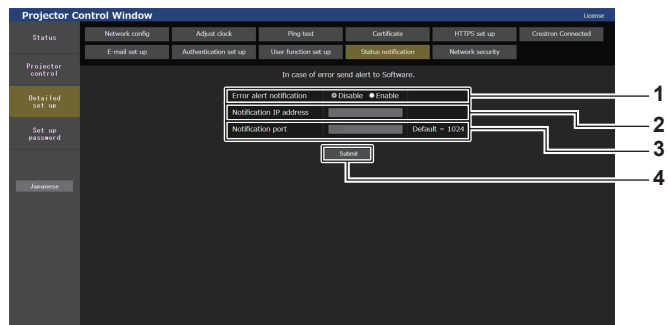 Projector Control Window
License
Status
Network config
Adjust clock
Ping test
Certificate
HTTPS set up
Crestron Connected
E-mail set up
Authentication set up
User function set up
Status notification
Network security
Projector
control
Detailed
set up
Set up
password
Japanese
In case of error send alert to Software.
Error alert notification Disable Enable 1
Notification IP address 2
Notification port Default = 1024 3
Submit 4